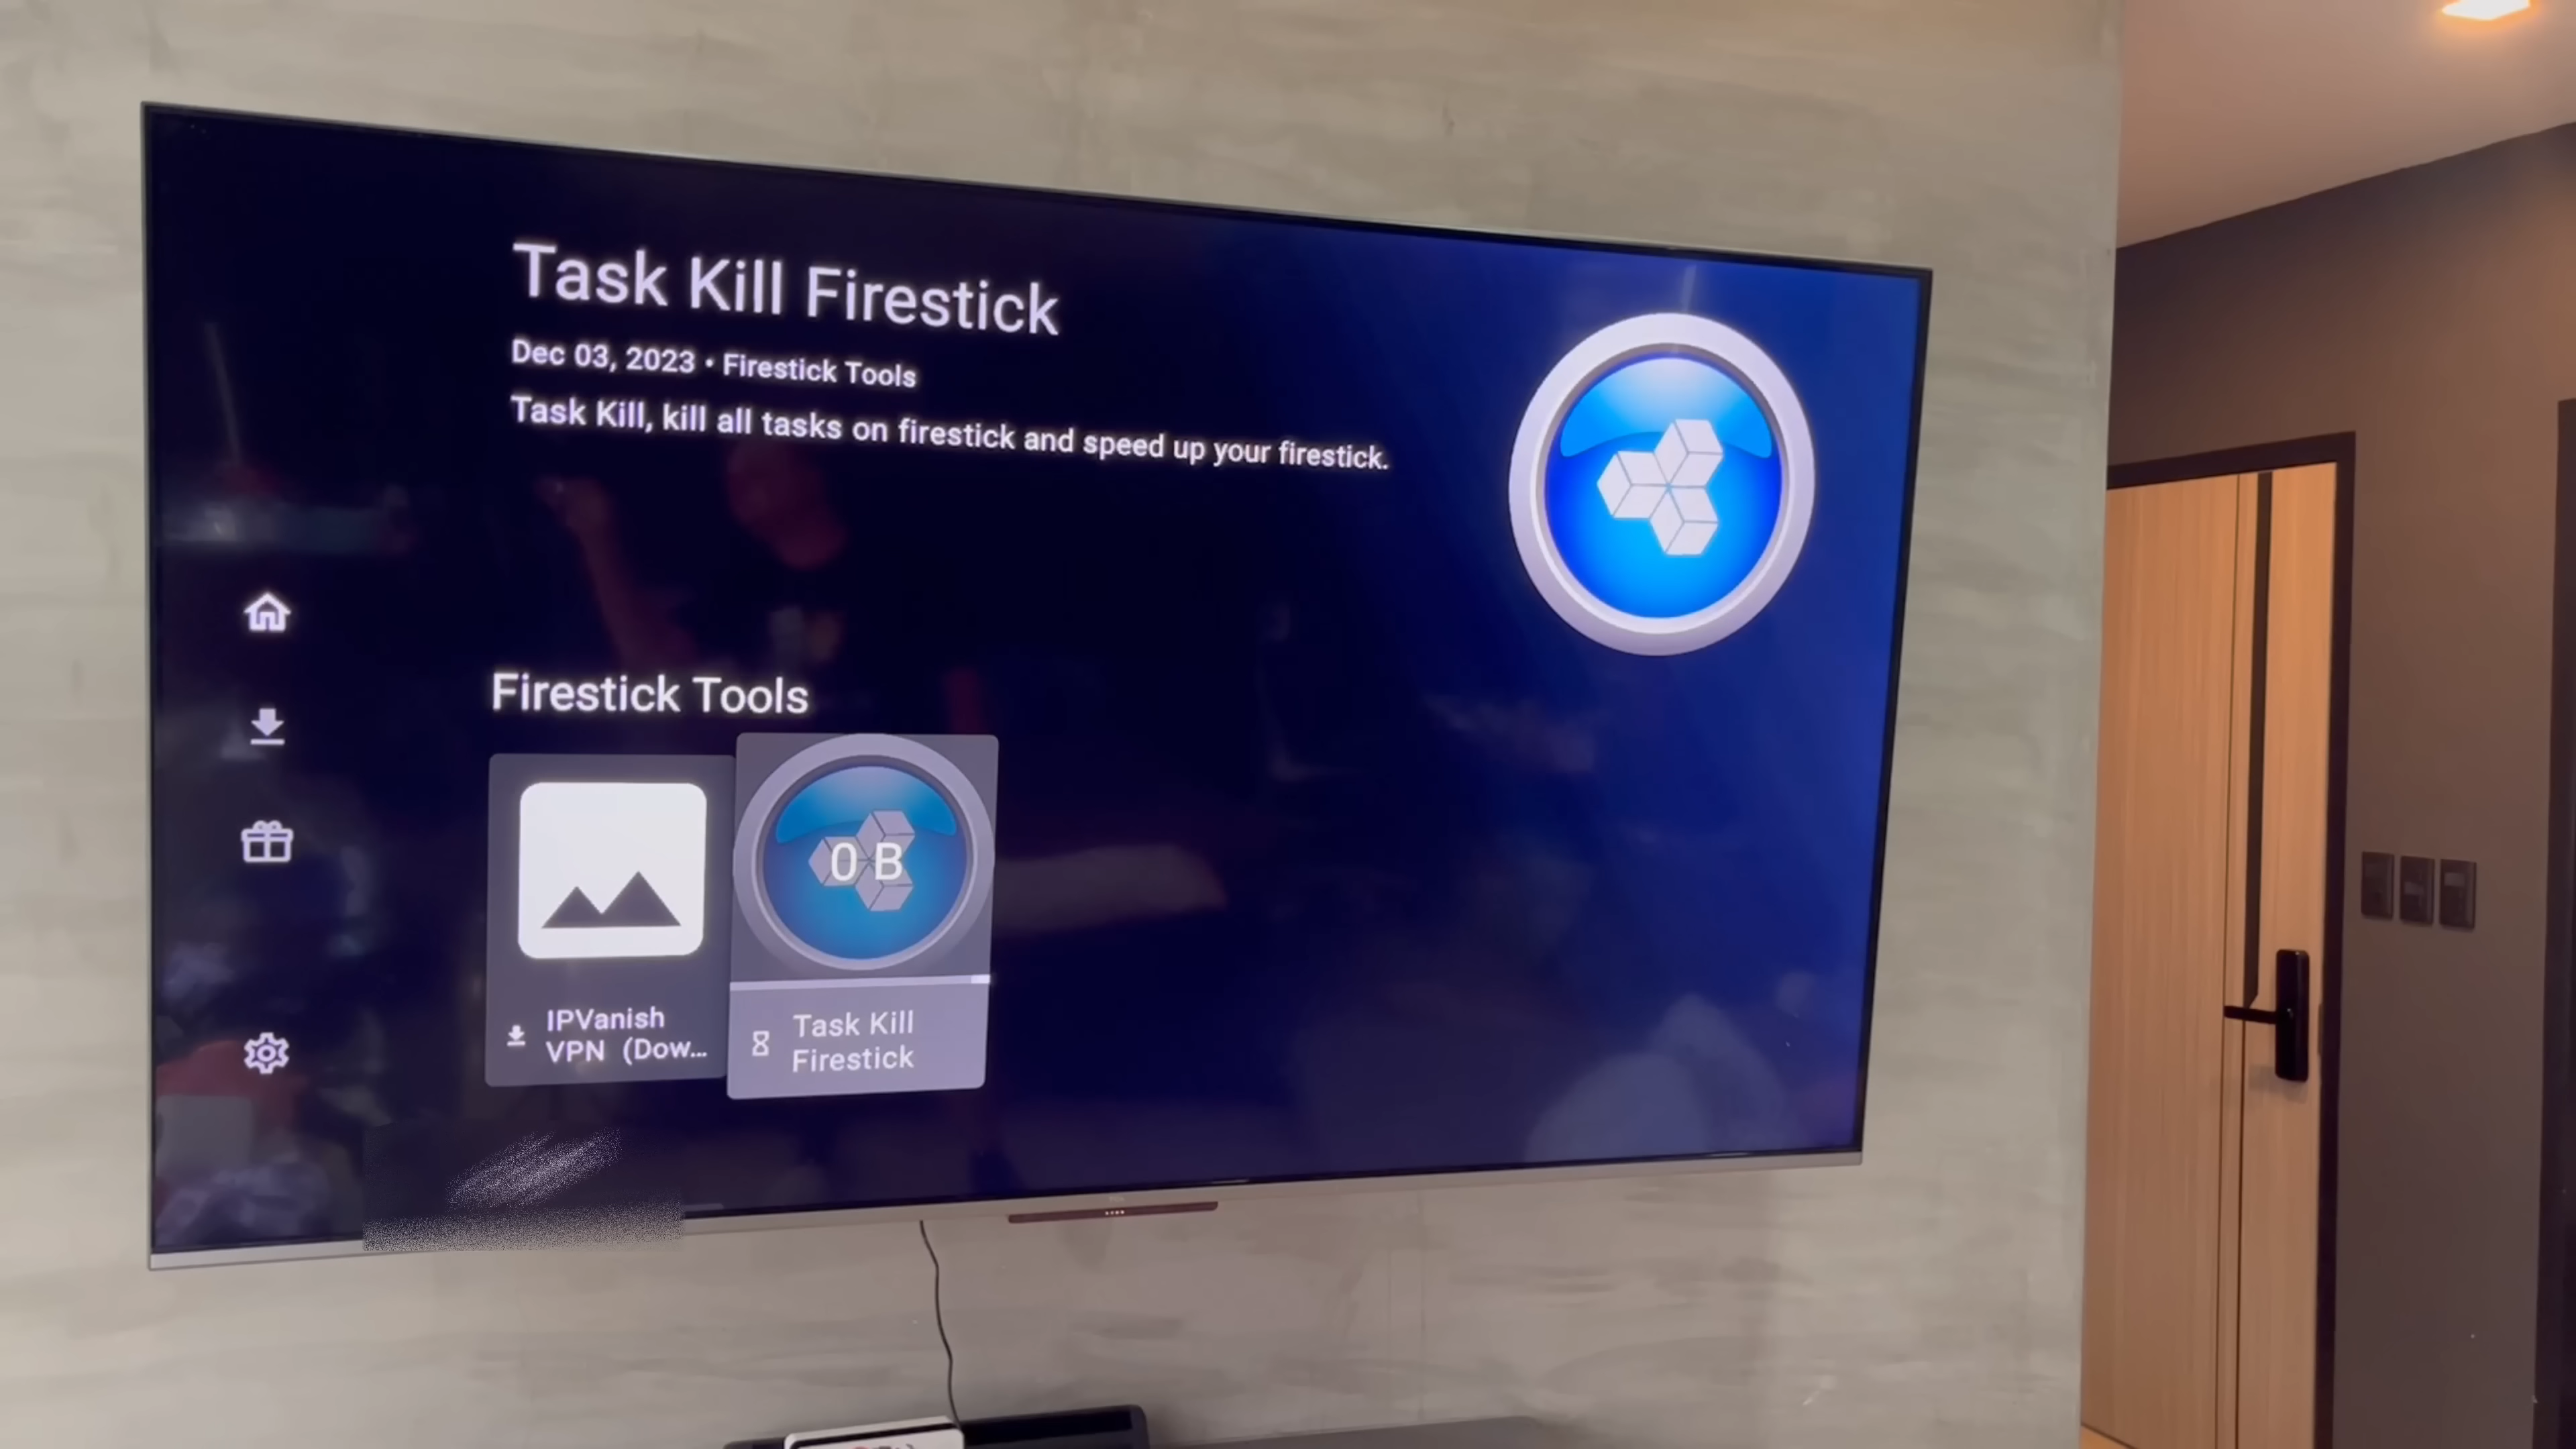 Task Kill Firestick
Dec 03, 2023 • Firestick Tools
Task Kill, kill all tasks on firestick and speed up your firestick.
Firestick Tools
0 B
IPVanish
VPN (Dow...
Task Kill
Firestick